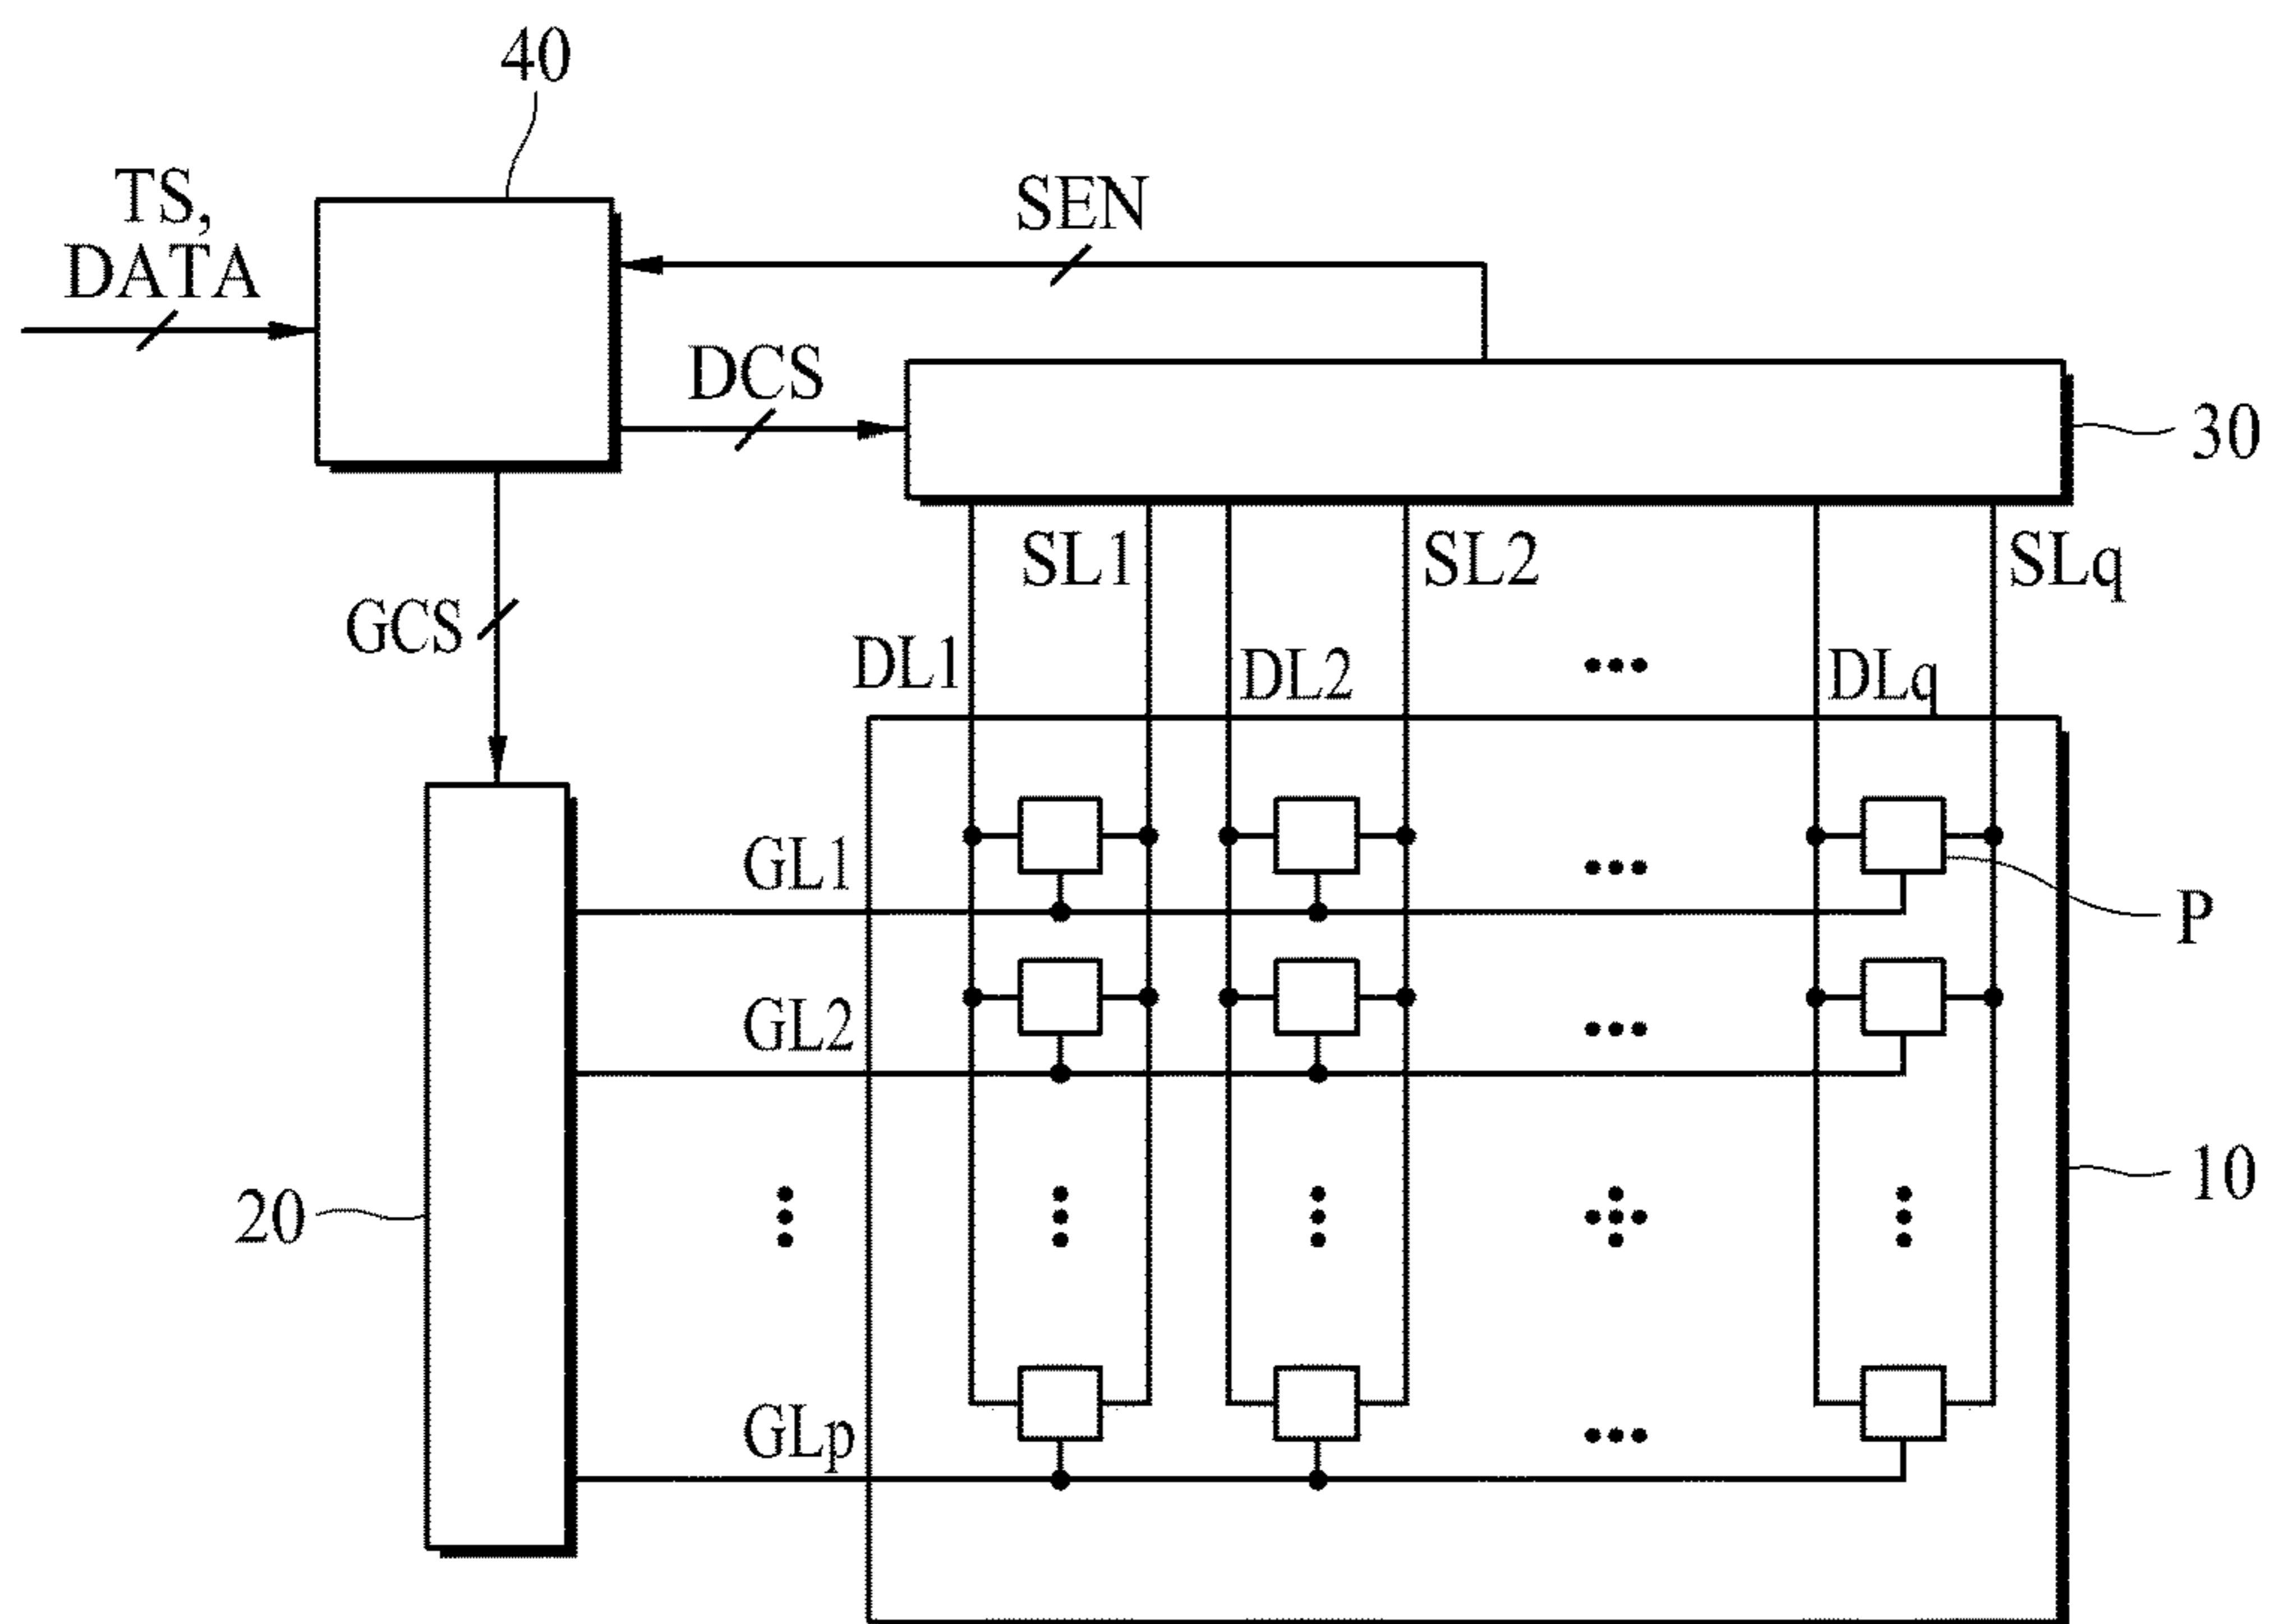 40
TS,
DATA
SEN
DCS
30
SL1
SL2
SLq
GCS
DL1
DL2
DLq
GL1
P
GL2
10
20
GLp